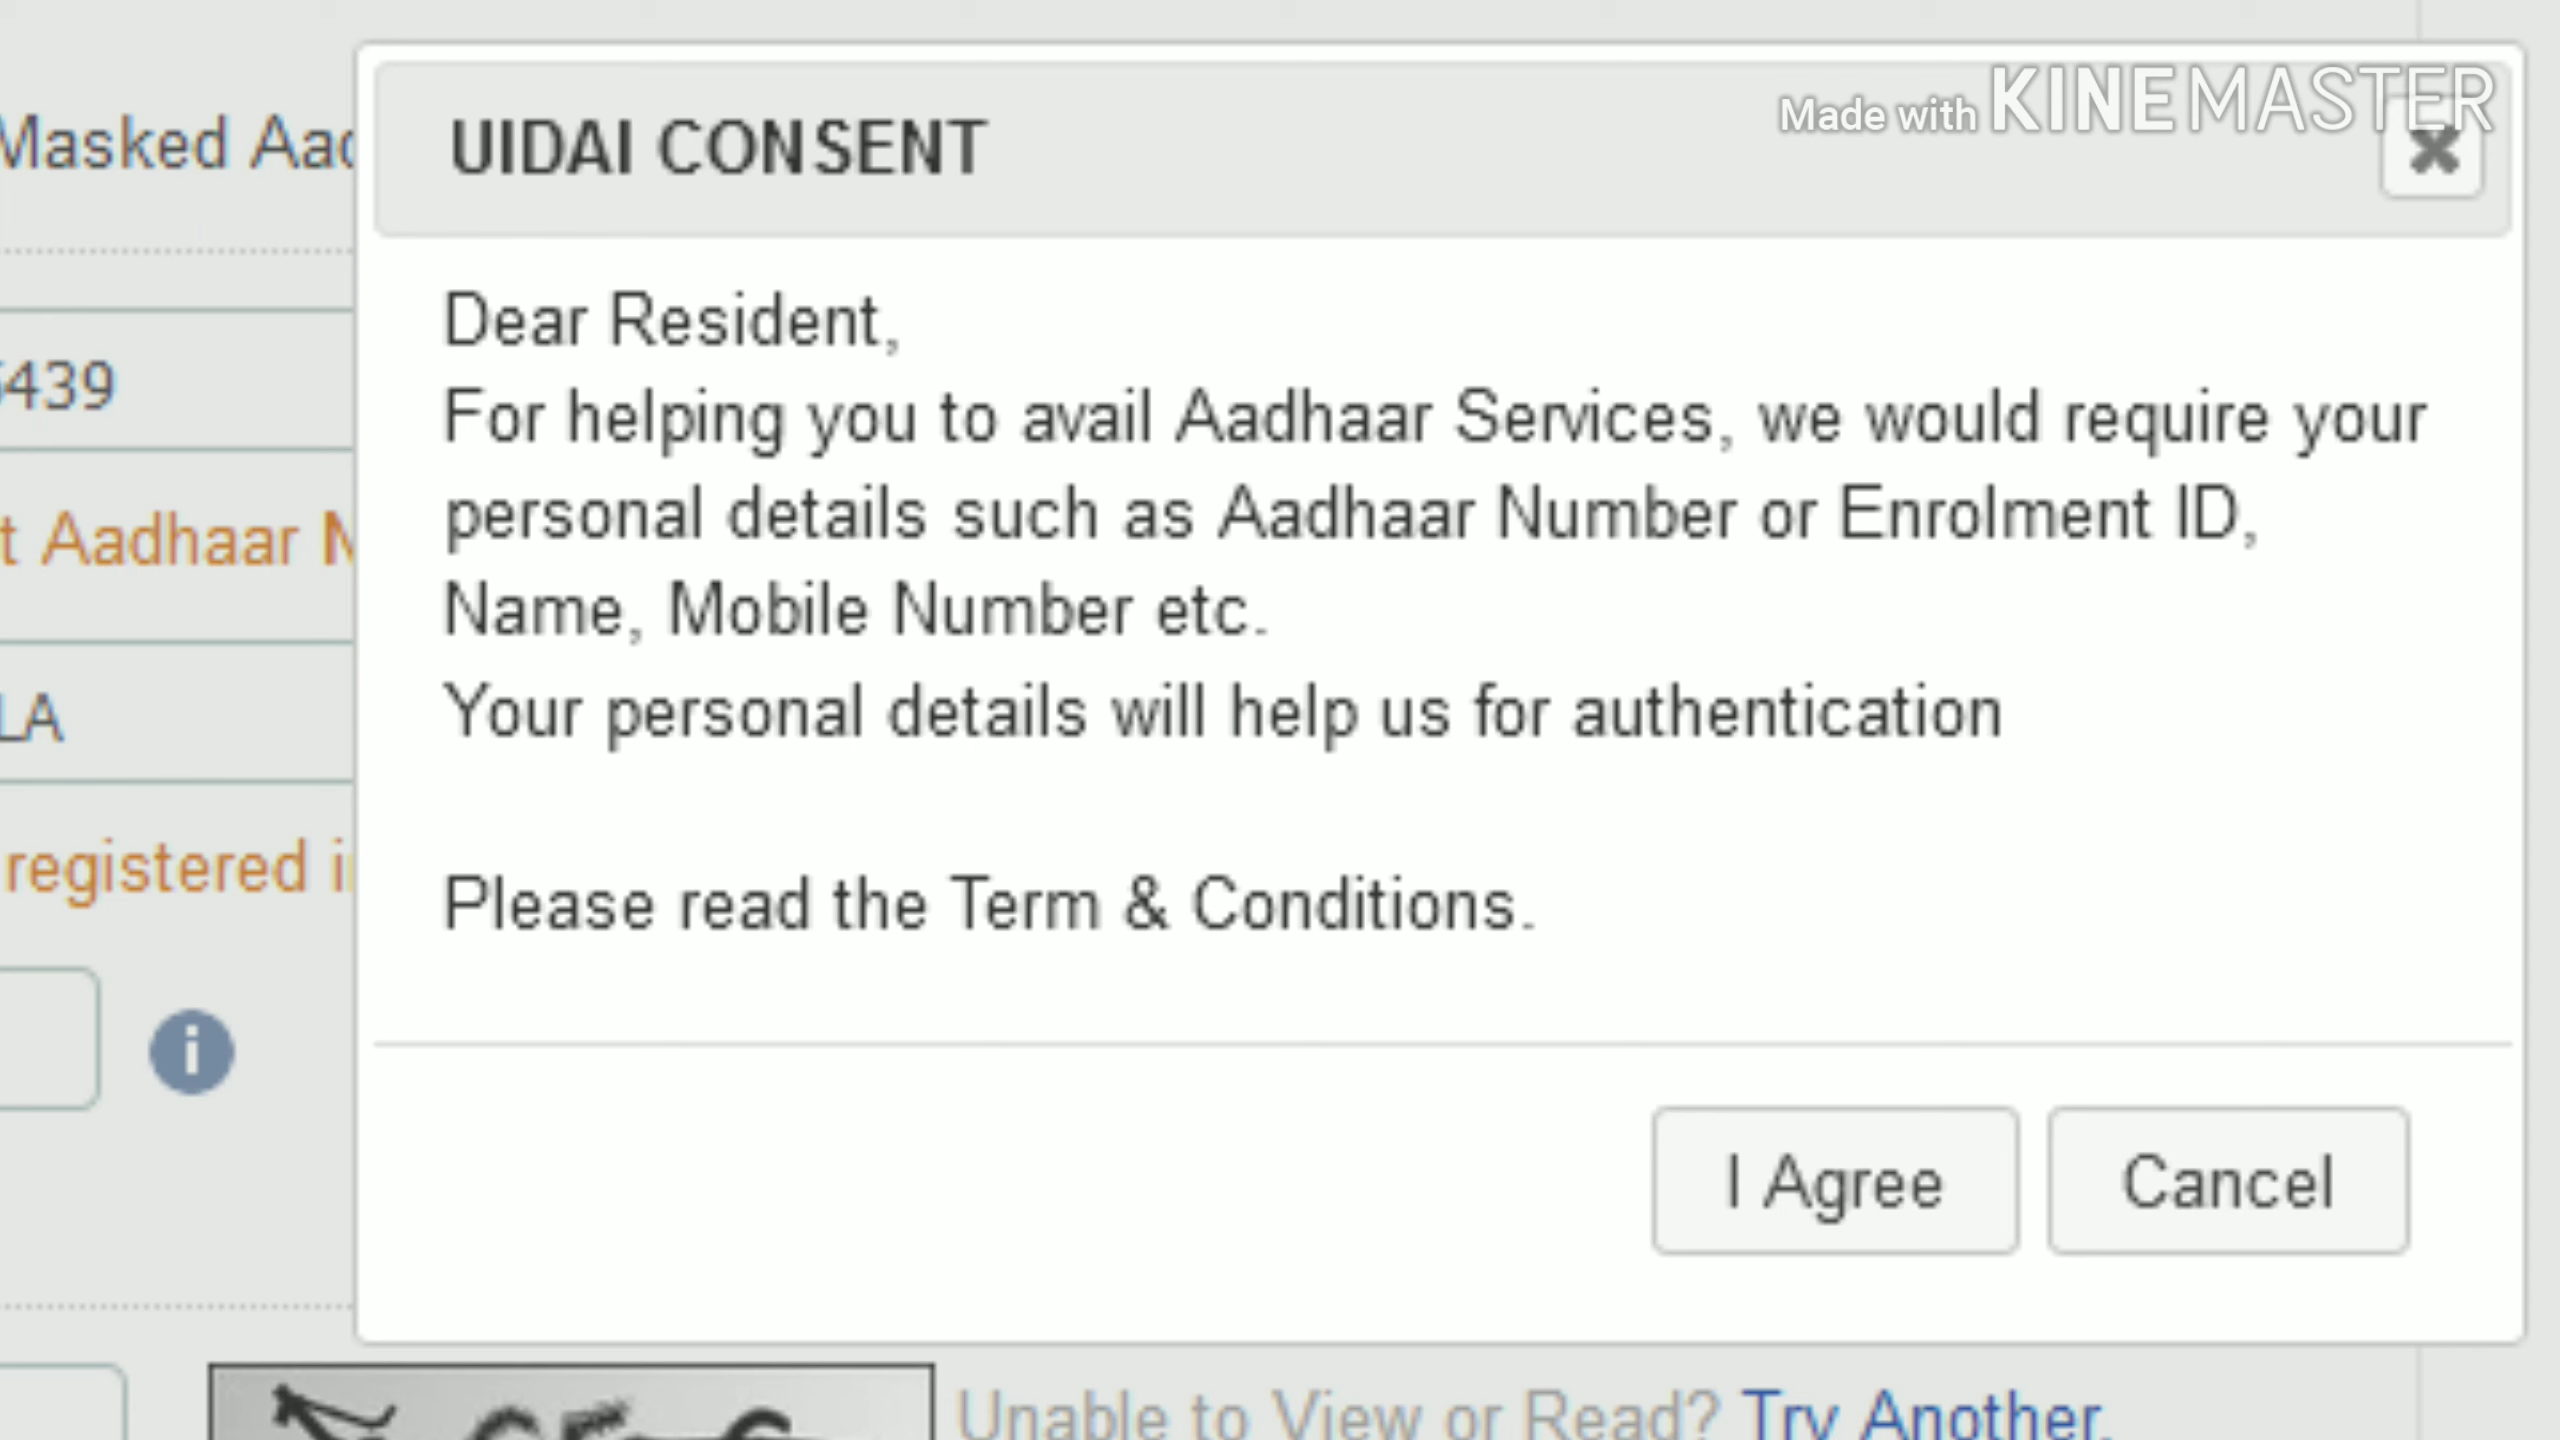 Made with KINEMASTER
Masked Aad
UIDAI CONSENT
Dear Resident,
For helping you to avail Aadhaar Services, we would require your
personal details such as Aadhaar Number or Enrolment ID,
Name, Mobile Number etc.
Your personal details will help us for authentication
Please read the Term & Conditions.
I Agree
Cancel
5439
t Aadhaar N
LA
registered i
Unable to View or Read? Try Another.